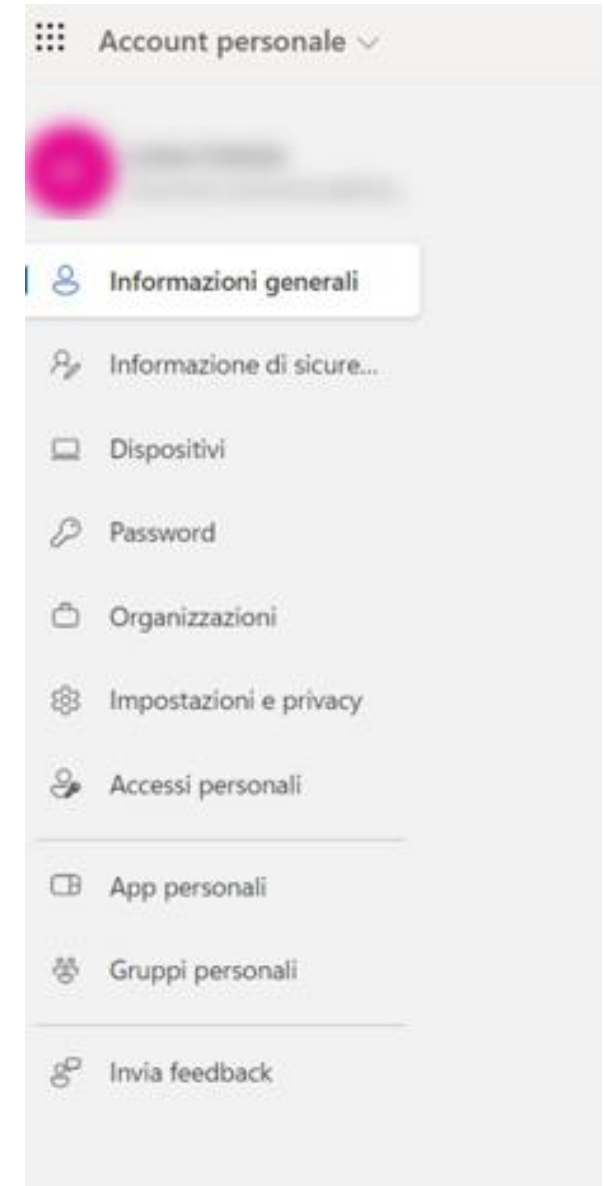 Account personale
Informazioni generali
Informazione di sicure...
Dispositivi
Password
Organizzazioni
Impostazioni e privacy
Accessi personali
App personali
Gruppi personali
Invia feedback